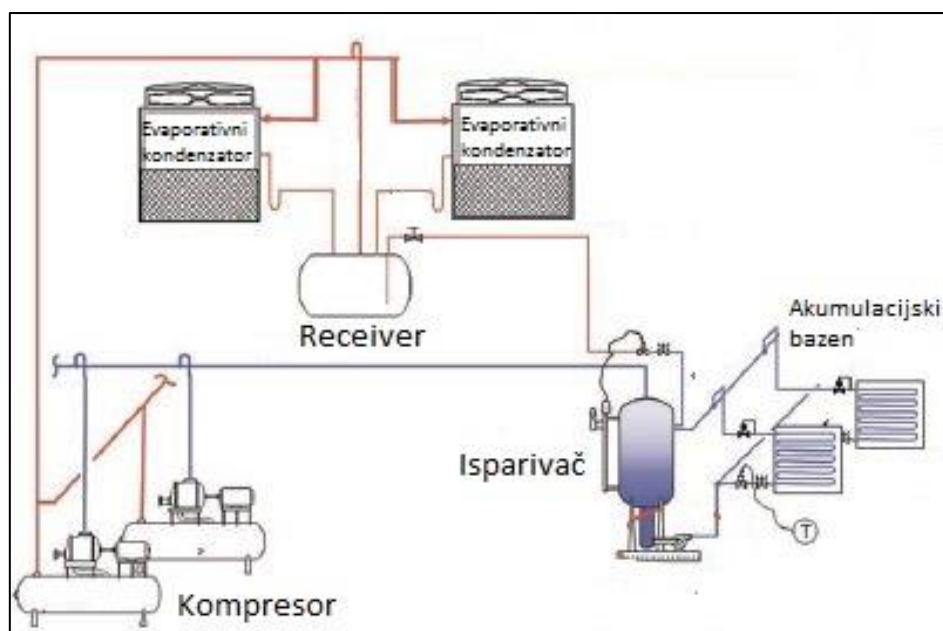 Evaporativni
kondenzator
Evaporativni
kondenzator
Receiver
Akumulacijski
bazen
Isparivač
T
Kompresor